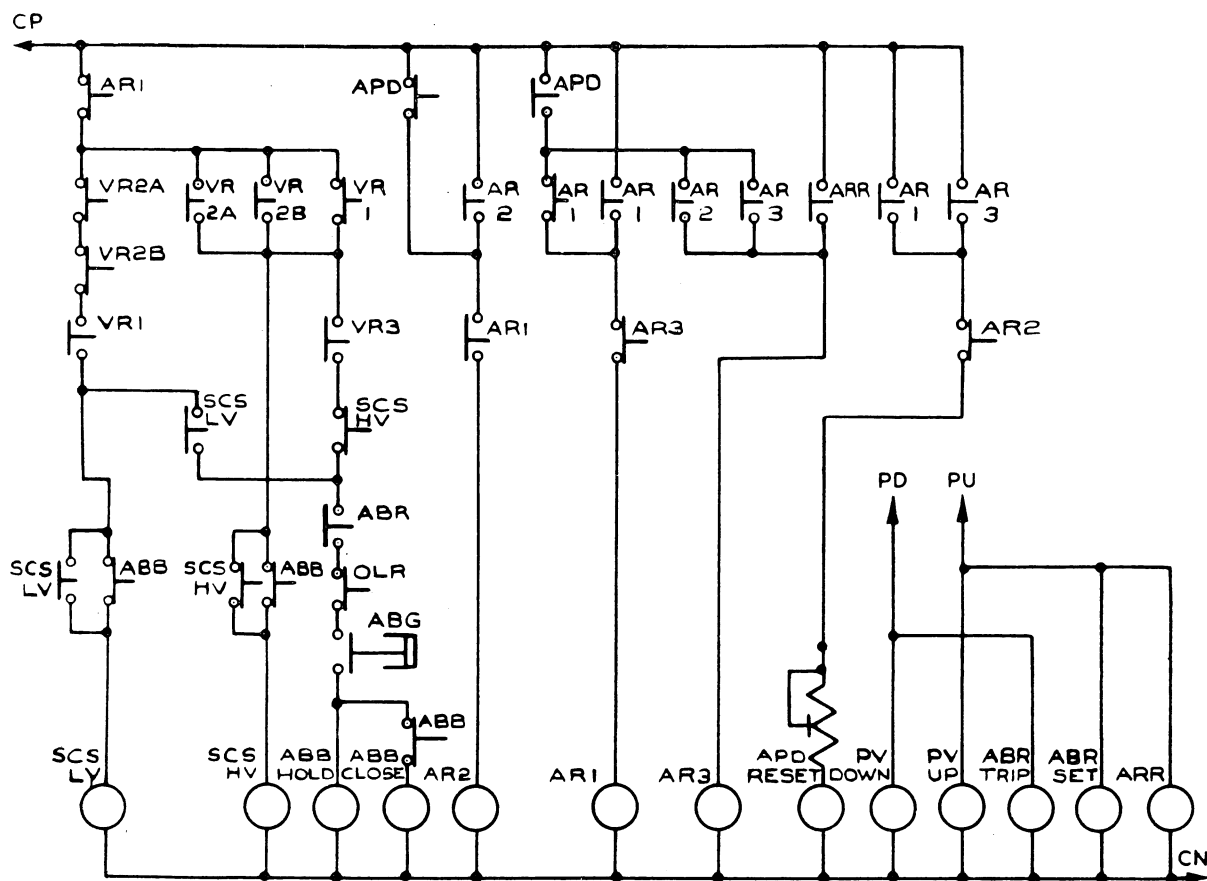 CP
AR1
APD
APD
VR2A
VR
2A
VR
2B
VR
1
AR
2
AR
1
AR
1
AR
2
AR
3
ARR
AR
1
AR
3
VR2B
VR1
VR3
AR1
AR3
AR2
SCS
LV
SCS
HV
PD
PU
ABR
SCS
LV
ABB
SCS
HV
ABB
OLR
ABG
ABB
SCS
LV
SCS
HV
ABB
HOLD
ABB
CLOSE
AR2
AR1
AR3
APD
RESET
PV
DOWN
PV
UP
ABR
TRIP
ABR
SET
ARR
CN